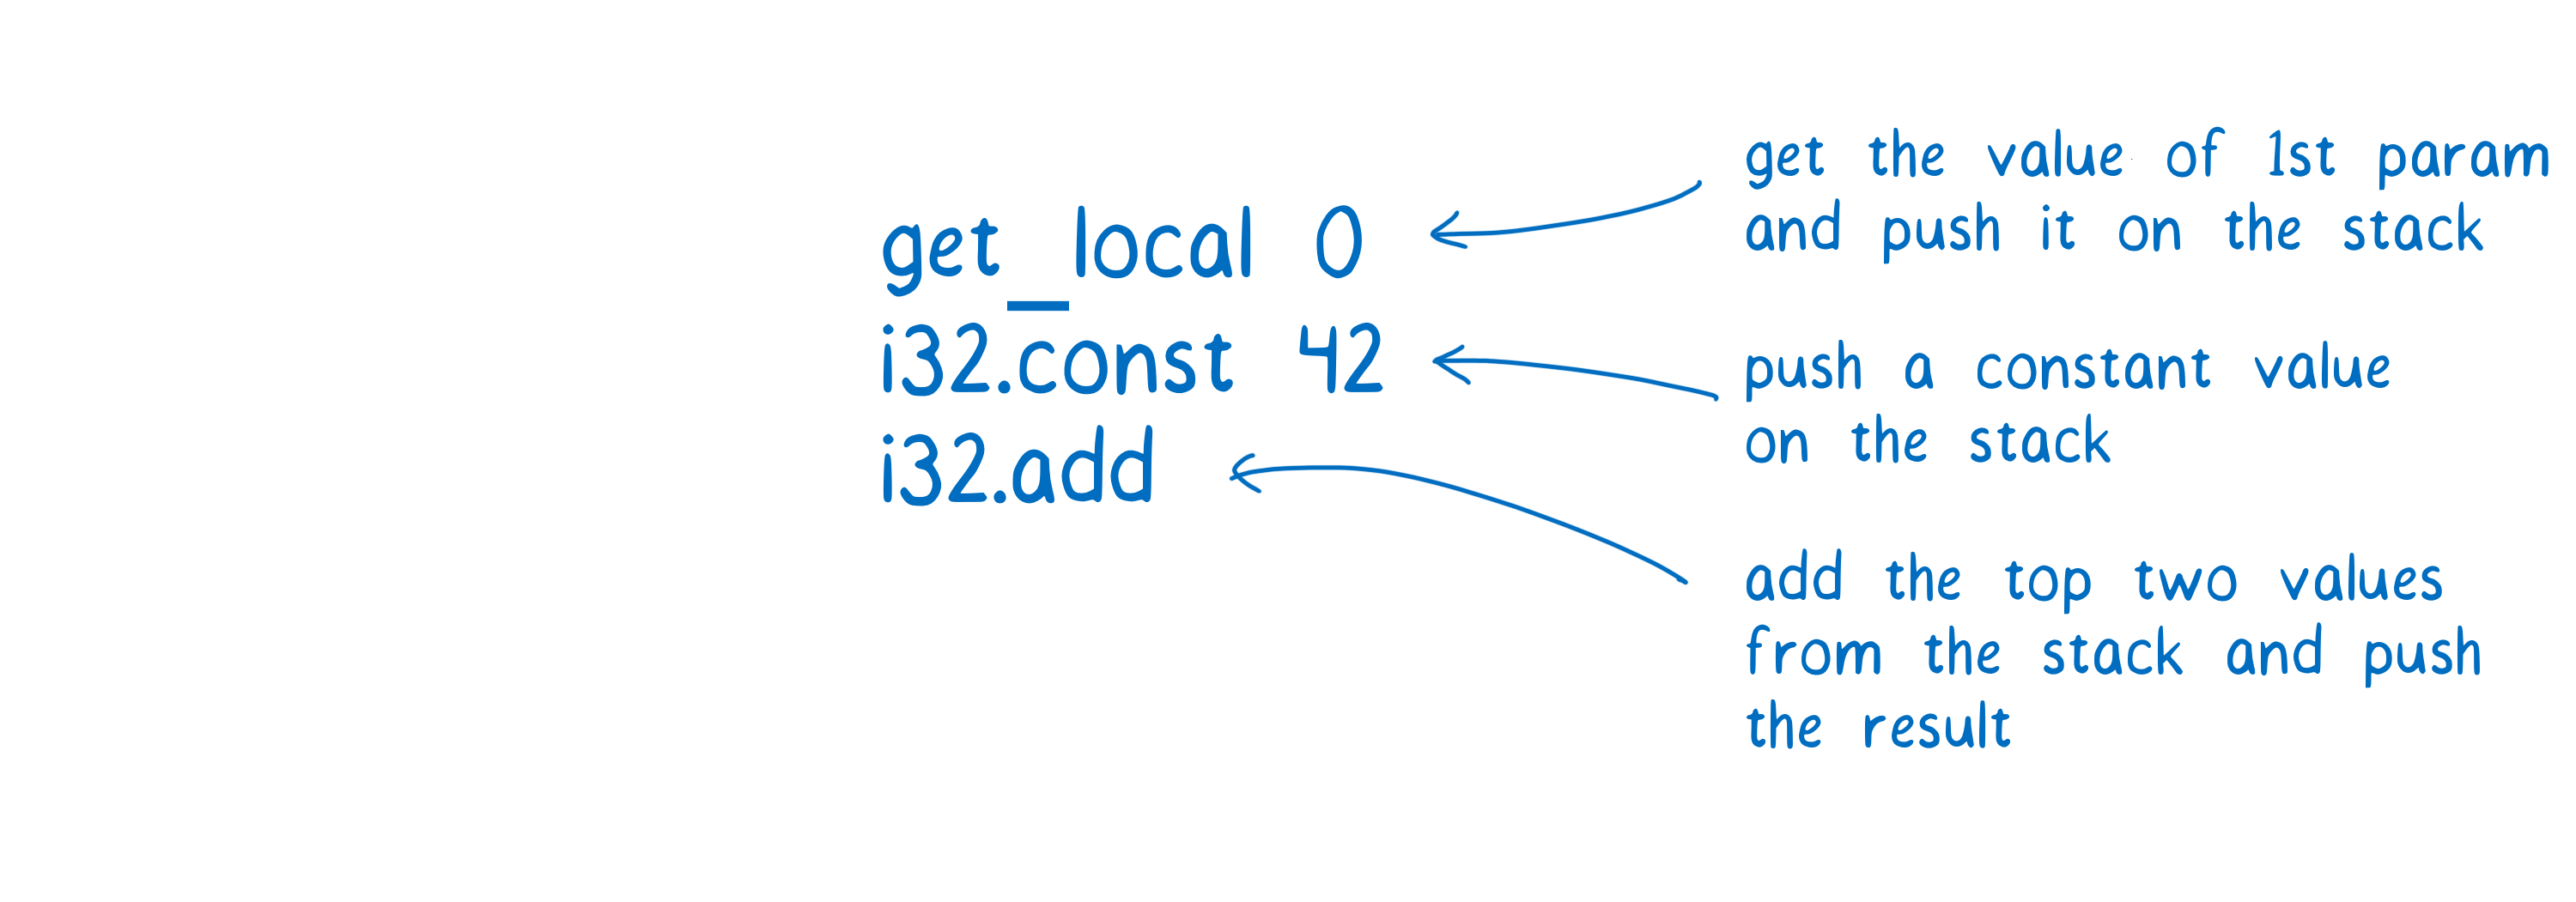 get_local 0
i32.const 42
i32.add
get the value of 1st param
and push it on the stack
push a constant value
on the stack
add the top two values
from the stack and push
the result